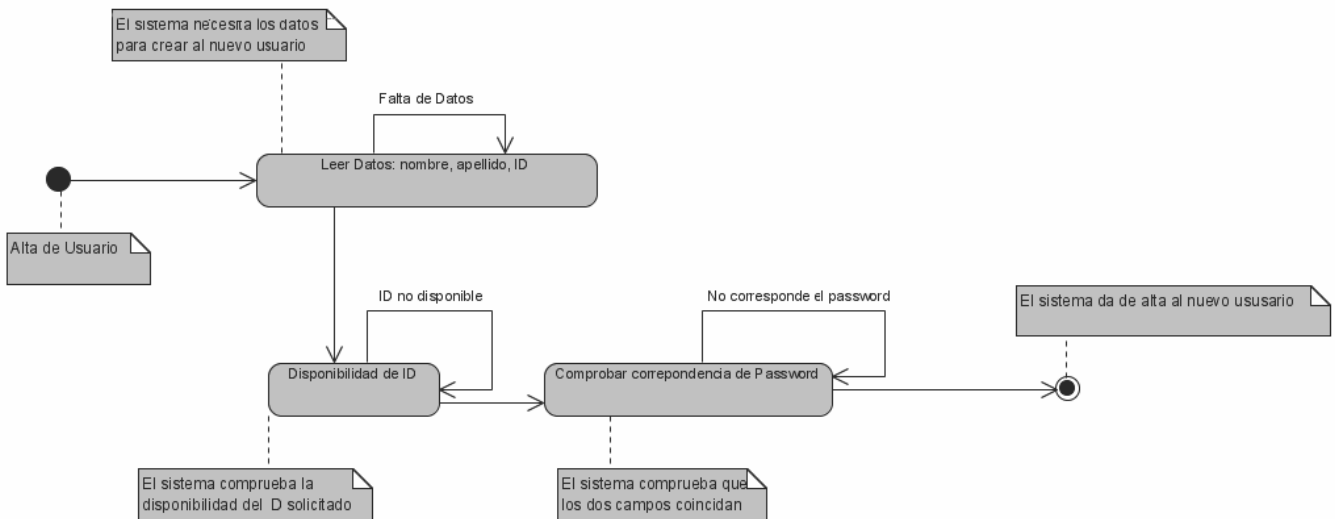 El sistema necesita los datos
para crear al nuevo usuario
Falta de Datos
Leer Datos: nombre, apellido, ID
Alta de Usuario
ID no disponible
No corresponde el password
El sistema da de alta al nuevo ususario
Disponibilidad de ID
Comprobar correpondencia de Password
El sistema comprueba la
disponibilidad del ID solicitado
El sistema comprueba que
los dos campos coincidan